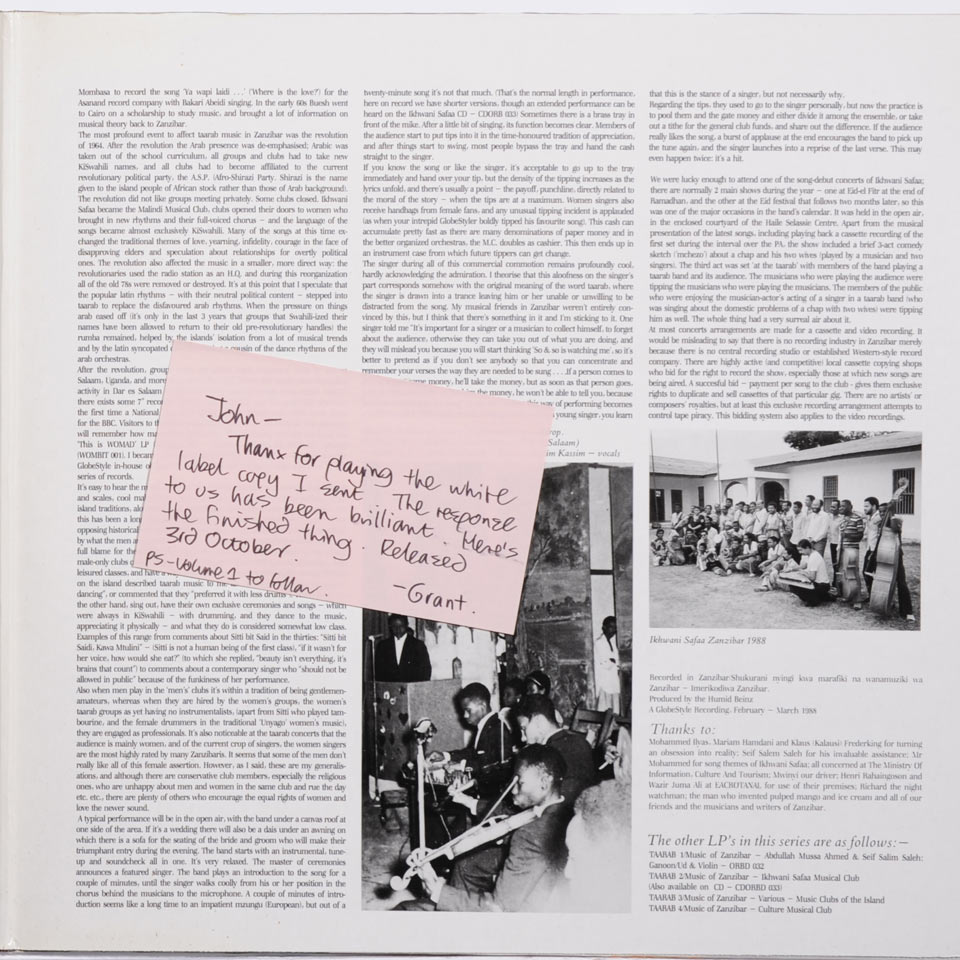 Mombasa to record the song 'Ya wapi laidi . . .' (Where is the love?) for the
Asanand record company with Bakari Abeidi singing. In the early 60s Buesh went
to Cairo on a scholarship to study music, and brought a lot of information on
musical theory back to Zanzibar.
The most profound event to affect taarab music in Zanzibar was the revolution
of 1964. After the revolution the Arab presence was de-emphasised; Arabic was
taken out of the school curriculum, all groups and clubs had to take new
KiSwahili names, and all clubs had to become affiliated to the current
revolutionary political party, the A.S.P. (Afro-Shirazi Party. Shirazi is the name
given to the island people of African stock rather than those of Arab background).
The revolution did not like groups meeting privately. Some clubs closed. Ikhwani
Safaa became the Malindi Musical Club, clubs opened their doors to women who
brought in new rhythms and their full-voiced chorus – and the language of the
songs became almost exclusively KiSwahili. Many of the songs at this time ex-
changed the traditional themes of love, yearning, infidelity, courage in the face of
disapproving elders and speculation about relationships for overtly political
ones. The revolution also affected the music in a smaller, more direct way: the
revolutionaries used the radio station as an H.Q. and during this reorganization
all of the old 78s were removed or destroyed. It's at this point that I speculate that
the popular latin rhythms – with their neutral political content – stepped into
taarab to replace the disfavoured arab rhythms. When the pressure on things
arab eased off (it's only in the last 3 years that groups that Swahili-ized their
names have been allowed to return to their old pre-revolutionary handles) the
rumba remained, helped by the islands' isolation from a lot of musical trends
and by the latin syncopated cousin of the dance rhythms of the
arab orchestras.
After the revolution, group
Salaam, Uganda, and more
activity in Dar es Salaam
there exists some 7" reco
the first time a National
for the BBC. Visitors to th
will remember how ma
"This is WOMAD" LP
(WOMBIT 001). I becam
GlobeStyle in-house o
series of records.
It's easy to hear the m
and scales, cool ma
island traditions, alo
this has been a long
opposing historical
by what the men a
full blame for the
male-only clubs
leisured classes, and have a
on the island described taarab music to me
dancing", or commented that they "preferred it with less drums
the other hand, sing out, have their own exclusive ceremonies and songs – which
were always in KiSwahili – with drumming, and they dance to the music,
appreciating it physically – and what they do is considered somewhat low class.
Examples of this range from comments about Sitti bit Said in the thirties: "Sitti bit
Saidi, Kawa Mtulini" – (Sitti is not a human being of the first class), "if it wasn't for
her voice, how would she eat?" (to which she replied, "beauty isn't everything, it's
brains that count") to comments about a contemporary singer who "should not be
allowed in public" because of the funkiness of her performance.
Also when men play in the 'men's' clubs it's within a tradition of being gentlemen-
amateurs, whereas when they are hired by the women's groups, the women's
taarab groups as yet having no instrumentalists, (apart from Sitti who played tam-
bourine, and the female drummers in the traditional 'Unyago' women's music),
they are engaged as professionals. It's also noticeable at the taarab concerts that the
audience is mainly women, and of the current crop of singers, the women singers
are the most highly rated by many Zanzibaris. It seems that some of the men don't
really like all of this female assertion. However, as I said, these are my generalis-
ations, and although there are conservative club members, especially the religious
ones, who are unhappy about men and women in the same club and rue the day
etc, etc., there are plenty of others who encourage the equal rights of women and
love the newer sound.
A typical performance will be in the open air, with the band under a canvas roof at
one side of the area. If it's a wedding there will also be a dais under an awning on
which there is a sofa for the seating of the bride and groom who will make their
triumphant entry during the evening. The band starts with an instrumental, tune-
up and soundcheck all in one. It's very relaxed. The master of ceremonies
announces a featured singer. The band plays an introduction to the song for a
couple of minutes, until the singer walks coolly from his or her position in the
chorus behind the musicians to the microphone. A couple of minutes of intro-
duction seems like a long time to an impatient mzungu (European), but out of a
twenty-minute song it's not that much. (That's the normal length in performance,
here on record we have shorter versions, though an extended performance can be
heard on the Ikhwani Safaa CD – CDORB 033) Sometimes there is a brass tray in
front of the mike. After a little bit of singing, its function becomes clear. Members of
the audience start to put tips into it in the time-honoured tradition of appreciation,
and after things start to swing, most people bypass the tray and hand the cash
straight to the singer.
If you know the song or like the singer, it's acceptable to go up to the tray
immediately and hand over your tip, but the density of the tipping increases as the
lyrics unfold, and there's usually a point – the payoff, punchline, directly related to
the moral of the story – when the tips are at a maximum. Women singers also
receive handbags from female fans, and any unusual tipping incident is applauded
(as when your intrepid GlobeStyler boldly tipped his favourite song). This cash can
accumulate pretty fast as there are many denominations of paper money and in
the better organized orchestras, the M.C. doubles as cashier. This then ends up in
an instrument case from which future tippers can get change.
The singer during all of this commercial commotion remains profoundly cool,
hardly acknowledging the admiration. I theorise that this aloofness on the singer's
part corresponds somewhat with the original meaning of the word taarab, where
the singer is drawn into a trance leaving him or her unable or unwilling to be
distracted from the song. My musical friends in Zanzibar weren't entirely con-
vinced by this, but I think that there's something in it and I'm sticking to it. One
singer told me "It's important for a singer or a musician to collect himself, to forget
about the audience, otherwise they can take you out of what you are doing, and
they will mislead you because you will start thinking 'So & so is watching me', so it's
better to pretend as if you don't see anybody so that you can concentrate and
remember your verses the way they are needed to be sung . . . .If a person comes to
some money, he'll take the money, but as soon as that person goes,
the money, he won't be able to tell you, because
this way of performing becomes
young singer, you learn
rop,
Salaam)
im Kassim – vocals
John –
Thanx for playing the white
label copy I sent. The response
to us has been brilliant. Here's
the finished thing. Released
3rd October.
– Grant.
PS – Volume 1 to follow.
that this is the stance of a singer, but not necessarily why.
Regarding the tips, they used to go to the singer personally, but now the practice is
to pool them and the gate money and either divide it among the ensemble, or take
out a tithe for the general club funds, and share out the difference. If the audience
really likes the song, a burst of applause at the end encourages the band to pick up
the tune again, and the singer launches into a reprise of the last verse. This may
even happen twice: it's a hit.
We were lucky enough to attend one of the song-debut concerts of Ikhwani Safaa;
there are normally 2 main shows during the year – one at Eid-el Fitr at the end of
Ramadhan, and the other at the Eid festival that follows two months later, so this
was one of the major occasions in the band's calendar. It was held in the open air,
in the enclosed courtyard of the Haile Selassie Centre. Apart from the musical
presentation of the latest songs, including playing back a cassette recording of the
first set during the interval over the PA, the show included a brief 3-act comedy
sketch ('mchezo') about a chap and his two wives (played by a musician and two
singers). The third act was set 'at the taarab' with members of the band playing a
taarab band and its audience. The musicians who were playing the audience were
tipping the musicians who were playing the musicians. The members of the public
who were enjoying the musician-actor's acting of a singer in a taarab band (who
was singing about the domestic problems of a chap with two wives) were tipping
him as well. The whole thing had a very surreal air about it.
At most concerts arrangements are made for a cassette and video recording. It
would be misleading to say that there is no recording industry in Zanzibar merely
because there is no central recording studio or established Western-style record
company. There are highly active (and competitive) local cassette copying shops
who bid for the right to record the show, especially those at which new songs are
being aired. A succesful bid – payment per song to the club - gives them exclusive
rights to duplicate and sell cassettes of that particular gig. There are no artists' or
composers' royalties, but at least this exclusive recording arrangement attempts to
control tape piracy. This bidding system also applies to the video recordings.
Ikhwani Safaa Zanzibar 1988
Recorded in Zanzibar:Shukurani nyingi kwa marafiki na wanamuziki wa
Zanzibar – Imerikodiwa Zanzibar.
Produced by the Humid Beinz
A GlobeStyle Recording. February – March 1988
Thanks to:
Mohammed Ilyas, Mariam Hamdani and Klaus (Kalausi) Frederking for turning
an obsession into reality; Seif Salem Saleh for his invaluable assistance; Mr
Mohammed for song themes of Ikhwani Safaa; all concerned at The Ministry Of
Information, Culture And Tourism; Mwinyi our driver; Henri Rahaingoson and
Wazir Juma Ali at EACROTANAL for use of their premises; Richard the night
watchman, the man who invented pulped mango and ice cream and all of our
friends and the musicians and writers of Zanzibar.
The other LP's in this series are as follows:–
TAARAB 1/Music of Zanzibar – Abdullah Mussa Ahmed & Seif Salim Saleh:
Ganoon/Ud & Violin – ORBD 032
TAARAB 2/Music of Zanzibar – Ikhwani Safaa Musical Club
(Also available on CD – CDORBD 033)
TAARAB 3/Music of Zanzibar – Various – Music Clubs of the Island
TAARAB 4/Music of Zanzibar – Culture Musical Club